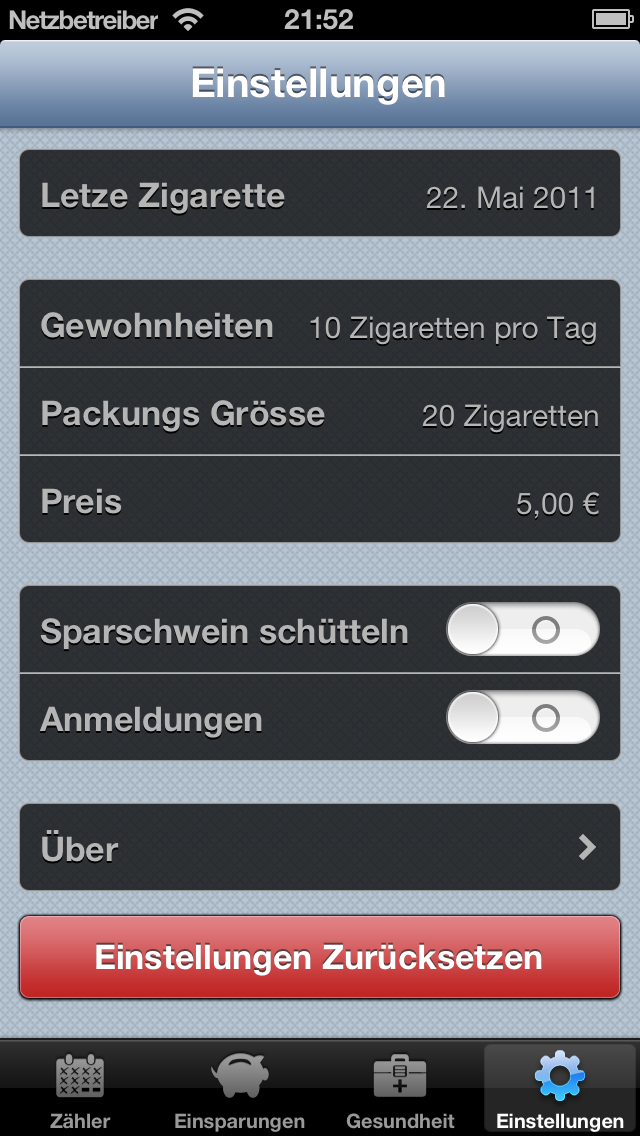 Netzbetreiber 21:52
Einstellungen
Letze Zigarette 22. Mai 2011
Gewohnheiten 10 Zigaretten pro Tag
Packungs Grösse 20 Zigaretten
Preis 5,00 €
Sparschwein schütteln
Anmeldungen
Über
Einstellungen Zurücksetzen
Zähler Einsparungen Gesundheit Einstellungen